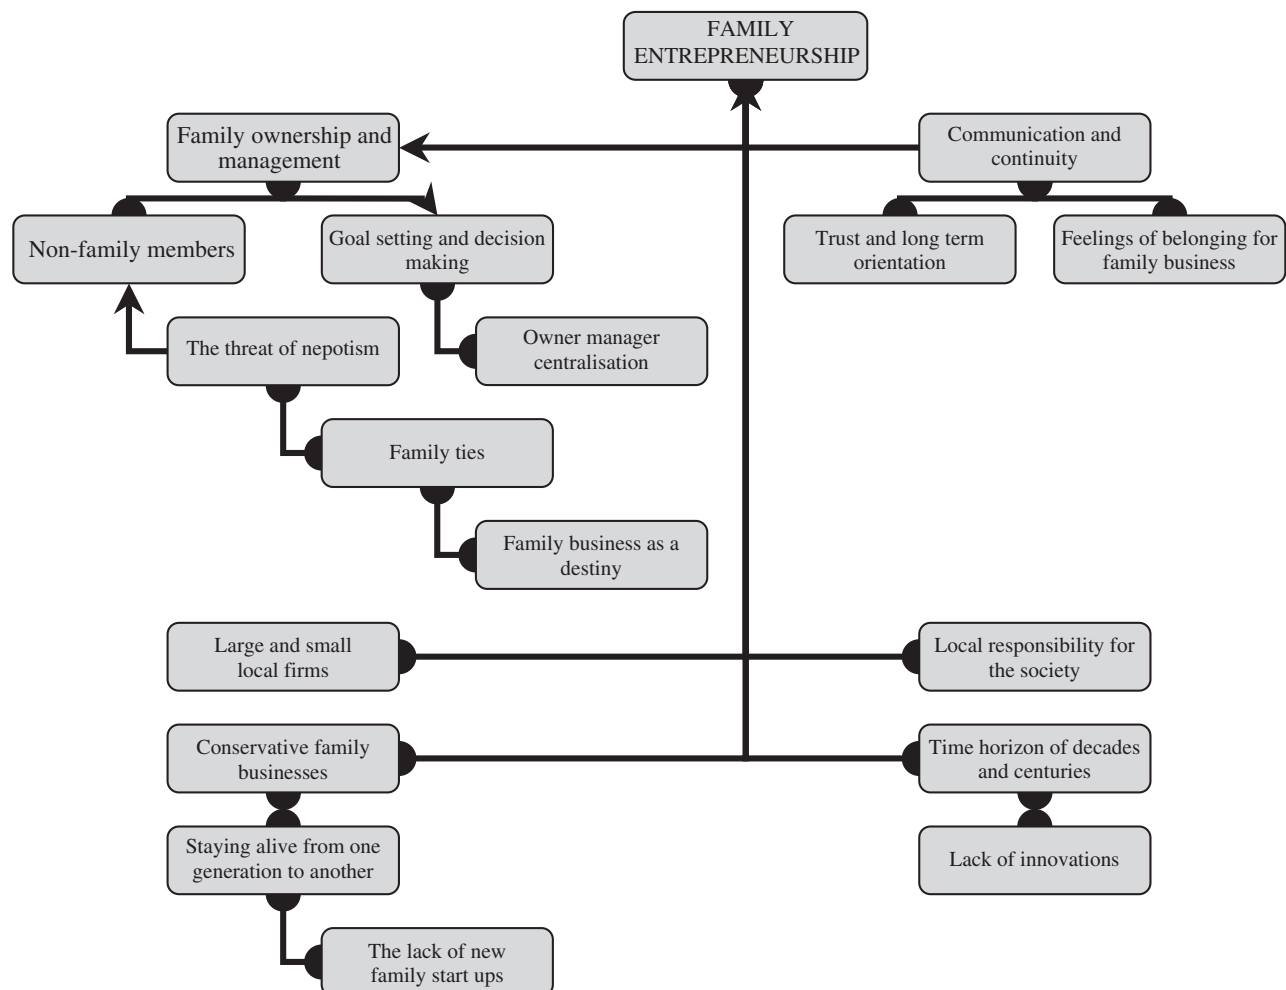 FAMILY
ENTREPRENEURSHIP
Family ownership and
management
Communication and
continuity
Non-family members
Goal setting and decision
making
Trust and long term
orientation
Feelings of belonging for
family business
The threat of nepotism
Owner manager
centralisation
Family ties
Family business as a
destiny
Large and small
local firms
Local responsibility for
the society
Conservative family
businesses
Time horizon of decades
and centuries
Staying alive from one
generation to another
Lack of innovations
The lack of new
family start ups